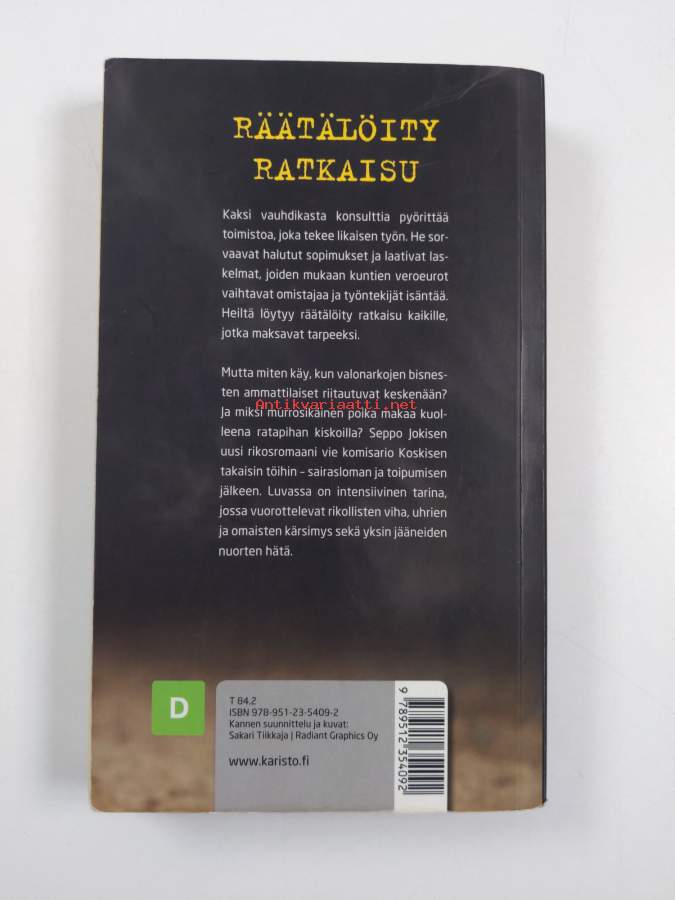 RÄÄTÄLÖITY
RATKAISU
Kaksi vauhdikasta konsulttia pyörittää
toimistoa, joka tekee likaisen työn. He sor-
vaavat halutut sopimukset ja laativat las-
kelmat, joiden mukaan kuntien veroeurot
vaihtavat omistajaa ja työntekijät isäntää.
Heiltä löytyy räätälöity ratkaisu kaikille,
jotka maksavat tarpeeksi.
Mutta miten käy, kun valonarkojen bisnes-
ten ammattilaiset riitautuvat keskenään?
Antikvariaatti.net
Ja miksi murrosikäinen poika makaa kuol-
leena ratapihan kiskoilla? Seppo Jokisen
uusi rikosromaani vie komisario Koskisen
takaisin töihin – sairasloman ja toipumisen
jälkeen. Luvassa on intensiivinen tarina,
jossa vuorottelevat rikollisten viha, uhrien
ja omaisten kärsimys sekä yksin jääneiden
nuorten hätä.
D
T 84.2
ISBN 978-951-23-5409-2
Kannen suunnittelu ja kuvat:
Sakari Tiikkaja | Radiant Graphics Oy
www.karisto.fi
9 789512 354092